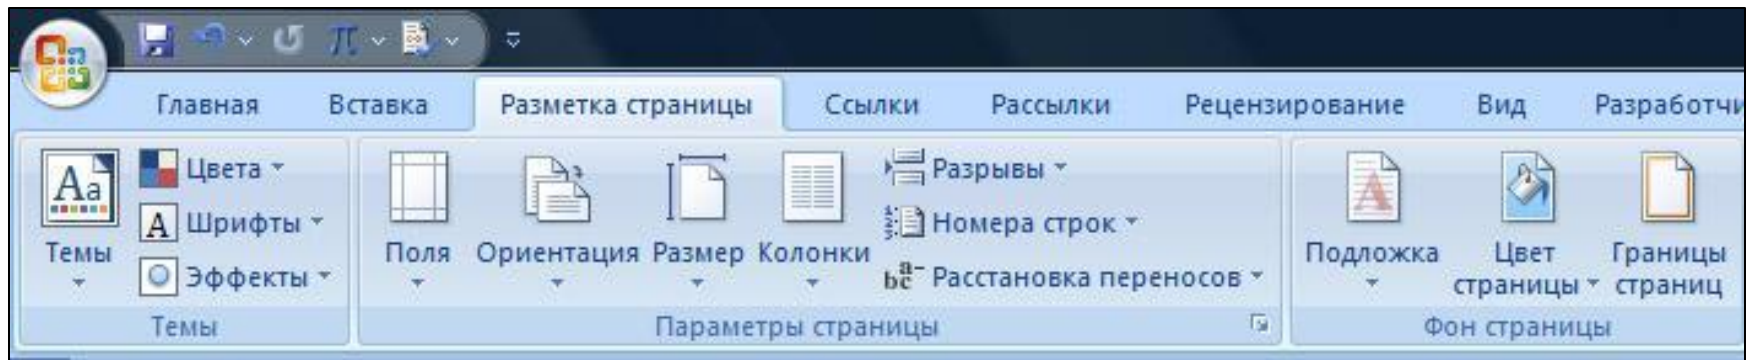 Главная Вставка Разметка страницы Ссылки Рассылки Рецензирование Вид
Темы
Цвета
Шрифты
Эффекты
Темы
Поля
Ориентация
Размер
Колонки
Разрывы
Номера строк
Расстановка переносов
Параметры страницы
Подложка
Цвет
страницы
Границы
страниц
Фон страницы